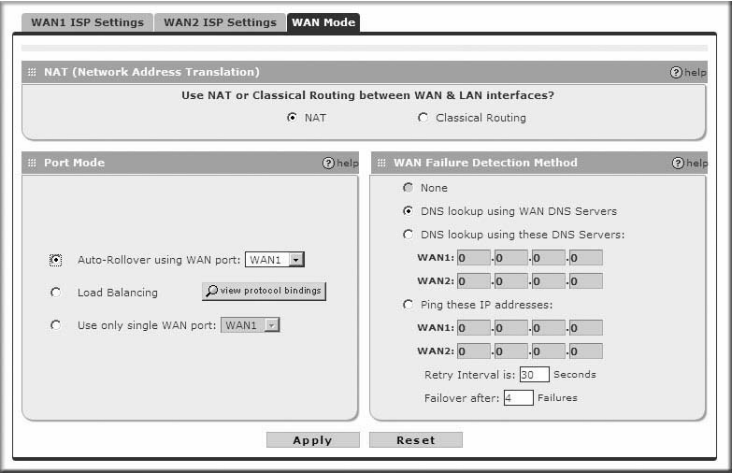 WAN1 ISP Settings WAN2 ISP Settings WAN Mode
NAT (Network Address Translation) help
Use NAT or Classical Routing between WAN & LAN interfaces?
NAT Classical Routing
Port Mode help
Auto-Rollover using WAN port: WAN1
Load Balancing view protocol bindings
Use only single WAN port: WAN1
WAN Failure Detection Method help
None
DNS lookup using WAN DNS Servers
DNS lookup using these DNS Servers:
WAN1: 0 .0 .0 .0
WAN2: 0 .0 .0 .0
Ping these IP addresses:
WAN1: 0 .0 .0 .0
WAN2: 0 .0 .0 .0
Retry Interval is: 30 Seconds
Failover after: 4 Failures
Apply Reset